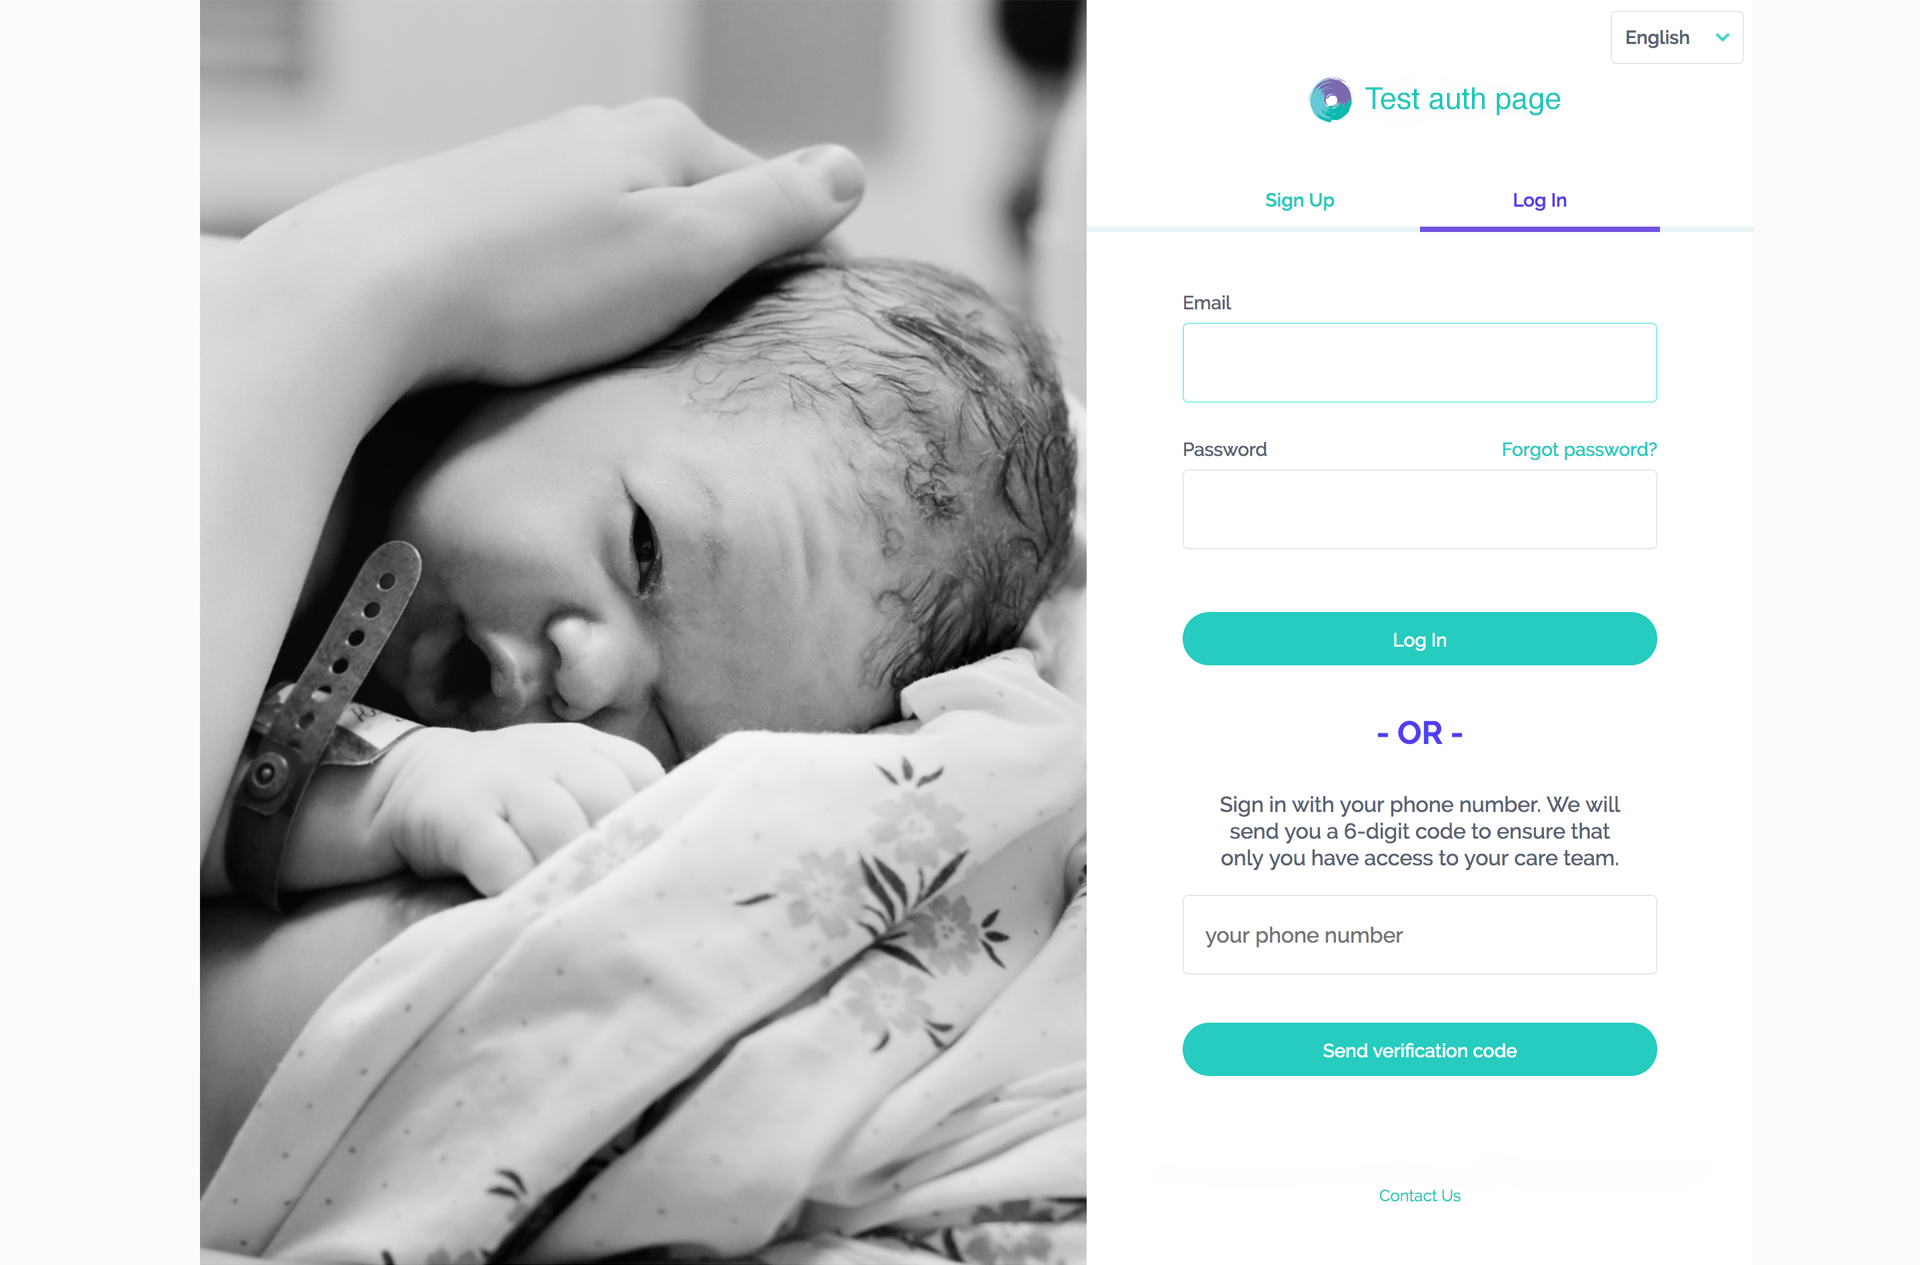 English
Test auth page
Sign Up
Log In
Email
Password
Forgot password?
Log In
- OR -
Sign in with your phone number. We will
send you a 6-digit code to ensure that
only you have access to your care team.
your phone number
Send verification code
Contact Us